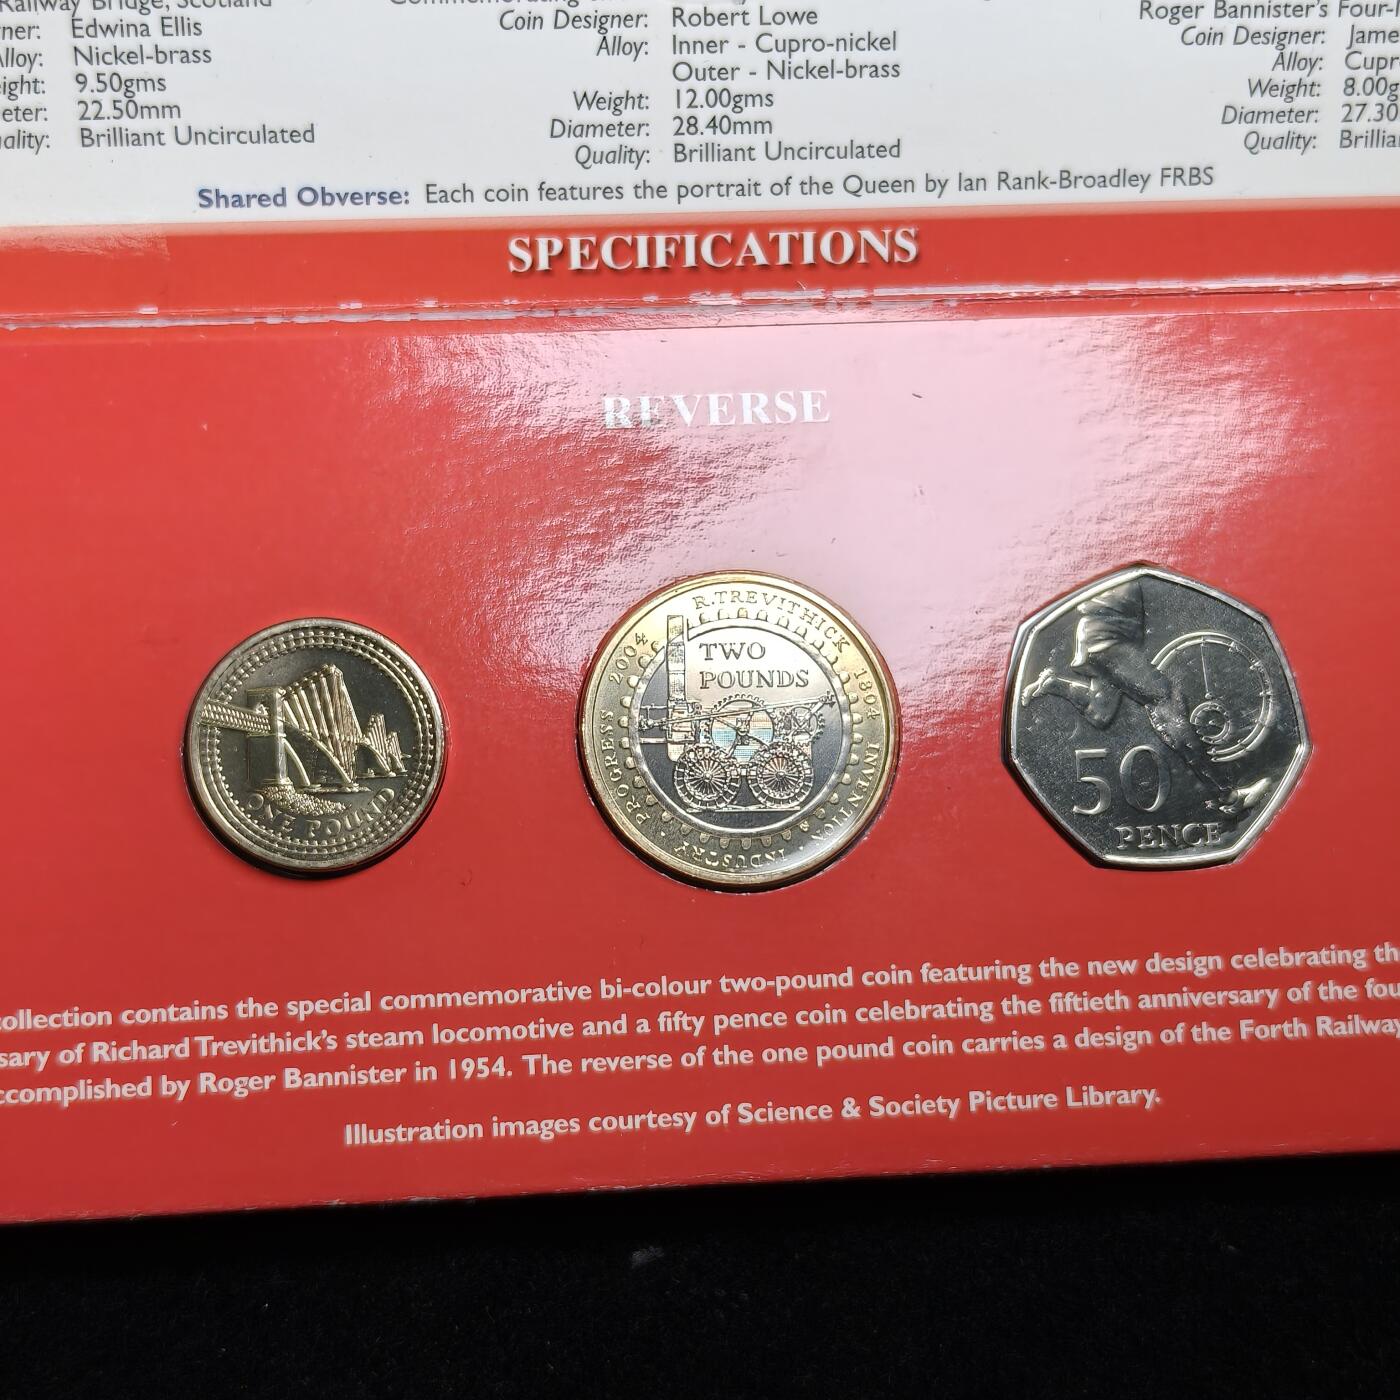 Railway Bridge, Scotland
Edwina Ellis
Alloy: Nickel-brass
9.50gms
22.50mm
Brilliant Uncirculated
Coin Designer: Robert Lowe
Alloy: Inner - Cupro-nickel
Outer - Nickel-brass
Weight: 12.00gms
Diameter: 28.40mm
Quality: Brilliant Uncirculated
Roger Bannister's Four-
Coin Designer: Jame
Alloy: Cupr
Weight: 8.00g
Diameter: 27.30
Quality: Brillia
Shared Obverse: Each coin features the portrait of the Queen by Ian Rank-Broadley FRBS
SPECIFICATIONS
REVERSE
ONE POUND
R.TREVITHICK 1804 INVENTION · INDUSTRY · PROGRESS 2004
TWO
POUNDS
50
PENCE
collection contains the special commemorative bi-colour two-pound coin featuring the new design celebrating th
sary of Richard Trevithick's steam locomotive and a fifty pence coin celebrating the fiftieth anniversary of the fou
ccomplished by Roger Bannister in 1954. The reverse of the one pound coin carries a design of the Forth Railway
Illustration images courtesy of Science & Society Picture Library.